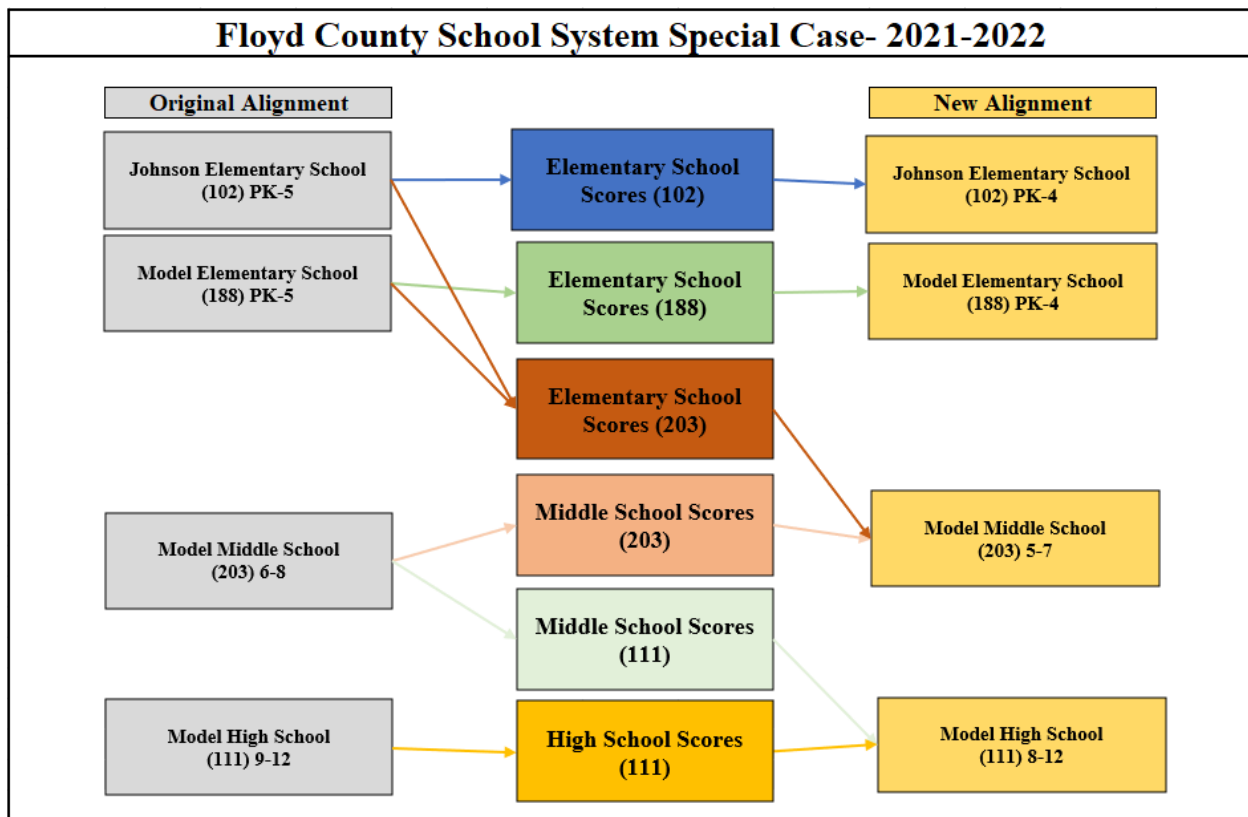 Floyd County School System Special Case- 2021-2022
Original Alignment
New Alignment
Johnson Elementary School
(102) PK-5
Elementary School
Scores (102)
Johnson Elementary School
(102) PK-4
Model Elementary School
(188) PK-5
Elementary School
Scores (188)
Model Elementary School
(188) PK-4
Elementary School
Scores (203)
Model Middle School
(203) 6-8
Middle School Scores
(203)
Model Middle School
(203) 5-7
Middle School Scores
(111)
Model High School
(111) 9-12
High School Scores
(111)
Model High School
(111) 8-12